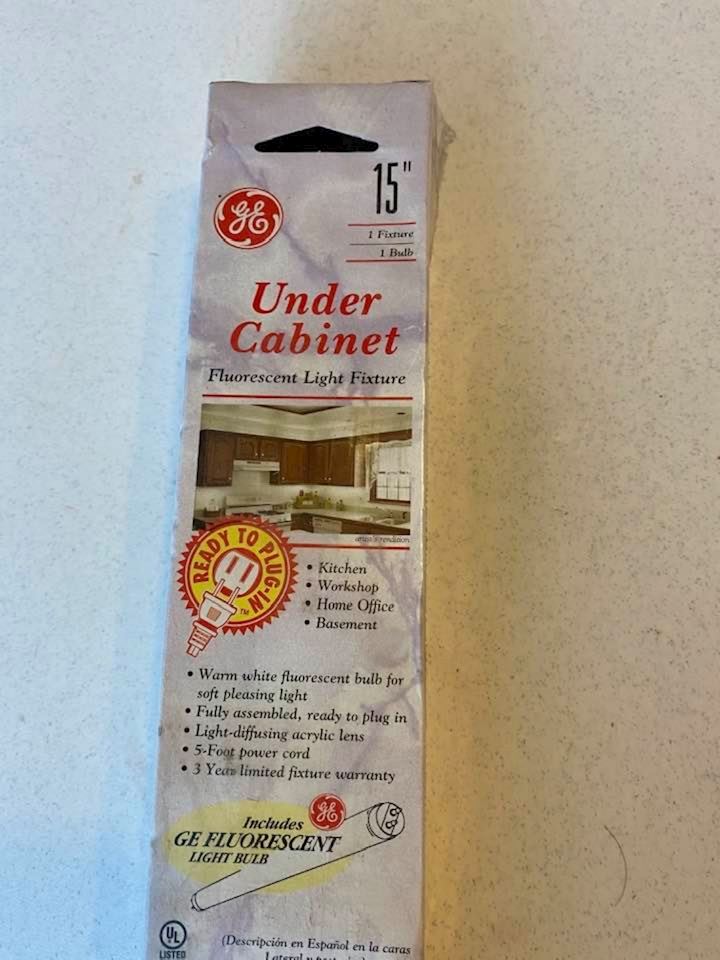 15"
GE
1 Fixture
1 Bulb
Under
Cabinet
Fluorescent Light Fixture
artist's rendition
READY TO PLUG-IN™
• Kitchen
• Workshop
• Home Office
• Basement
• Warm white fluorescent bulb for
soft pleasing light
• Fully assembled, ready to plug in
• Light-diffusing acrylic lens
• 5-Foot power cord
• 3 Year limited fixture warranty
GE
Includes
GE FLUORESCENT
LIGHT BULB
UL
LISTED
(Descripción en Español en la caras
Lateral y